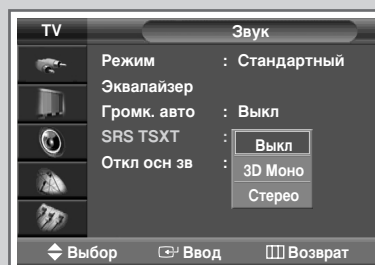 TV Звук
Режим : Стандартный
Эквалайзер
Громк. авто : Выкл
SRS TSXT : Выкл
Откл осн зв : 3D Моно
Стерео
Выбор Ввод Возврат